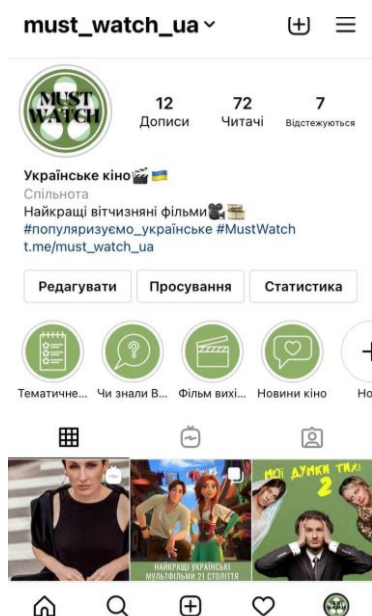 must_watch_ua
MUST
WATCH
12
72
7
Дописи
Читачі
Відстежуються
Українське кіно
Спільнота
Найкращі вітчизняні фільми
#популяризуємо_українське #MustWatch
t.me/must_watch_ua
Редагувати
Просування
Статистика
Тематичне...
Чи знали В...
Фільм вихі...
Новини кіно
Но
НАЙКРАЩІ УКРАЇНСЬКІ
МУЛЬТФІЛЬМИ 21 СТОЛІТТЯ
МОЇ ДУМКИ ТИХІ
2